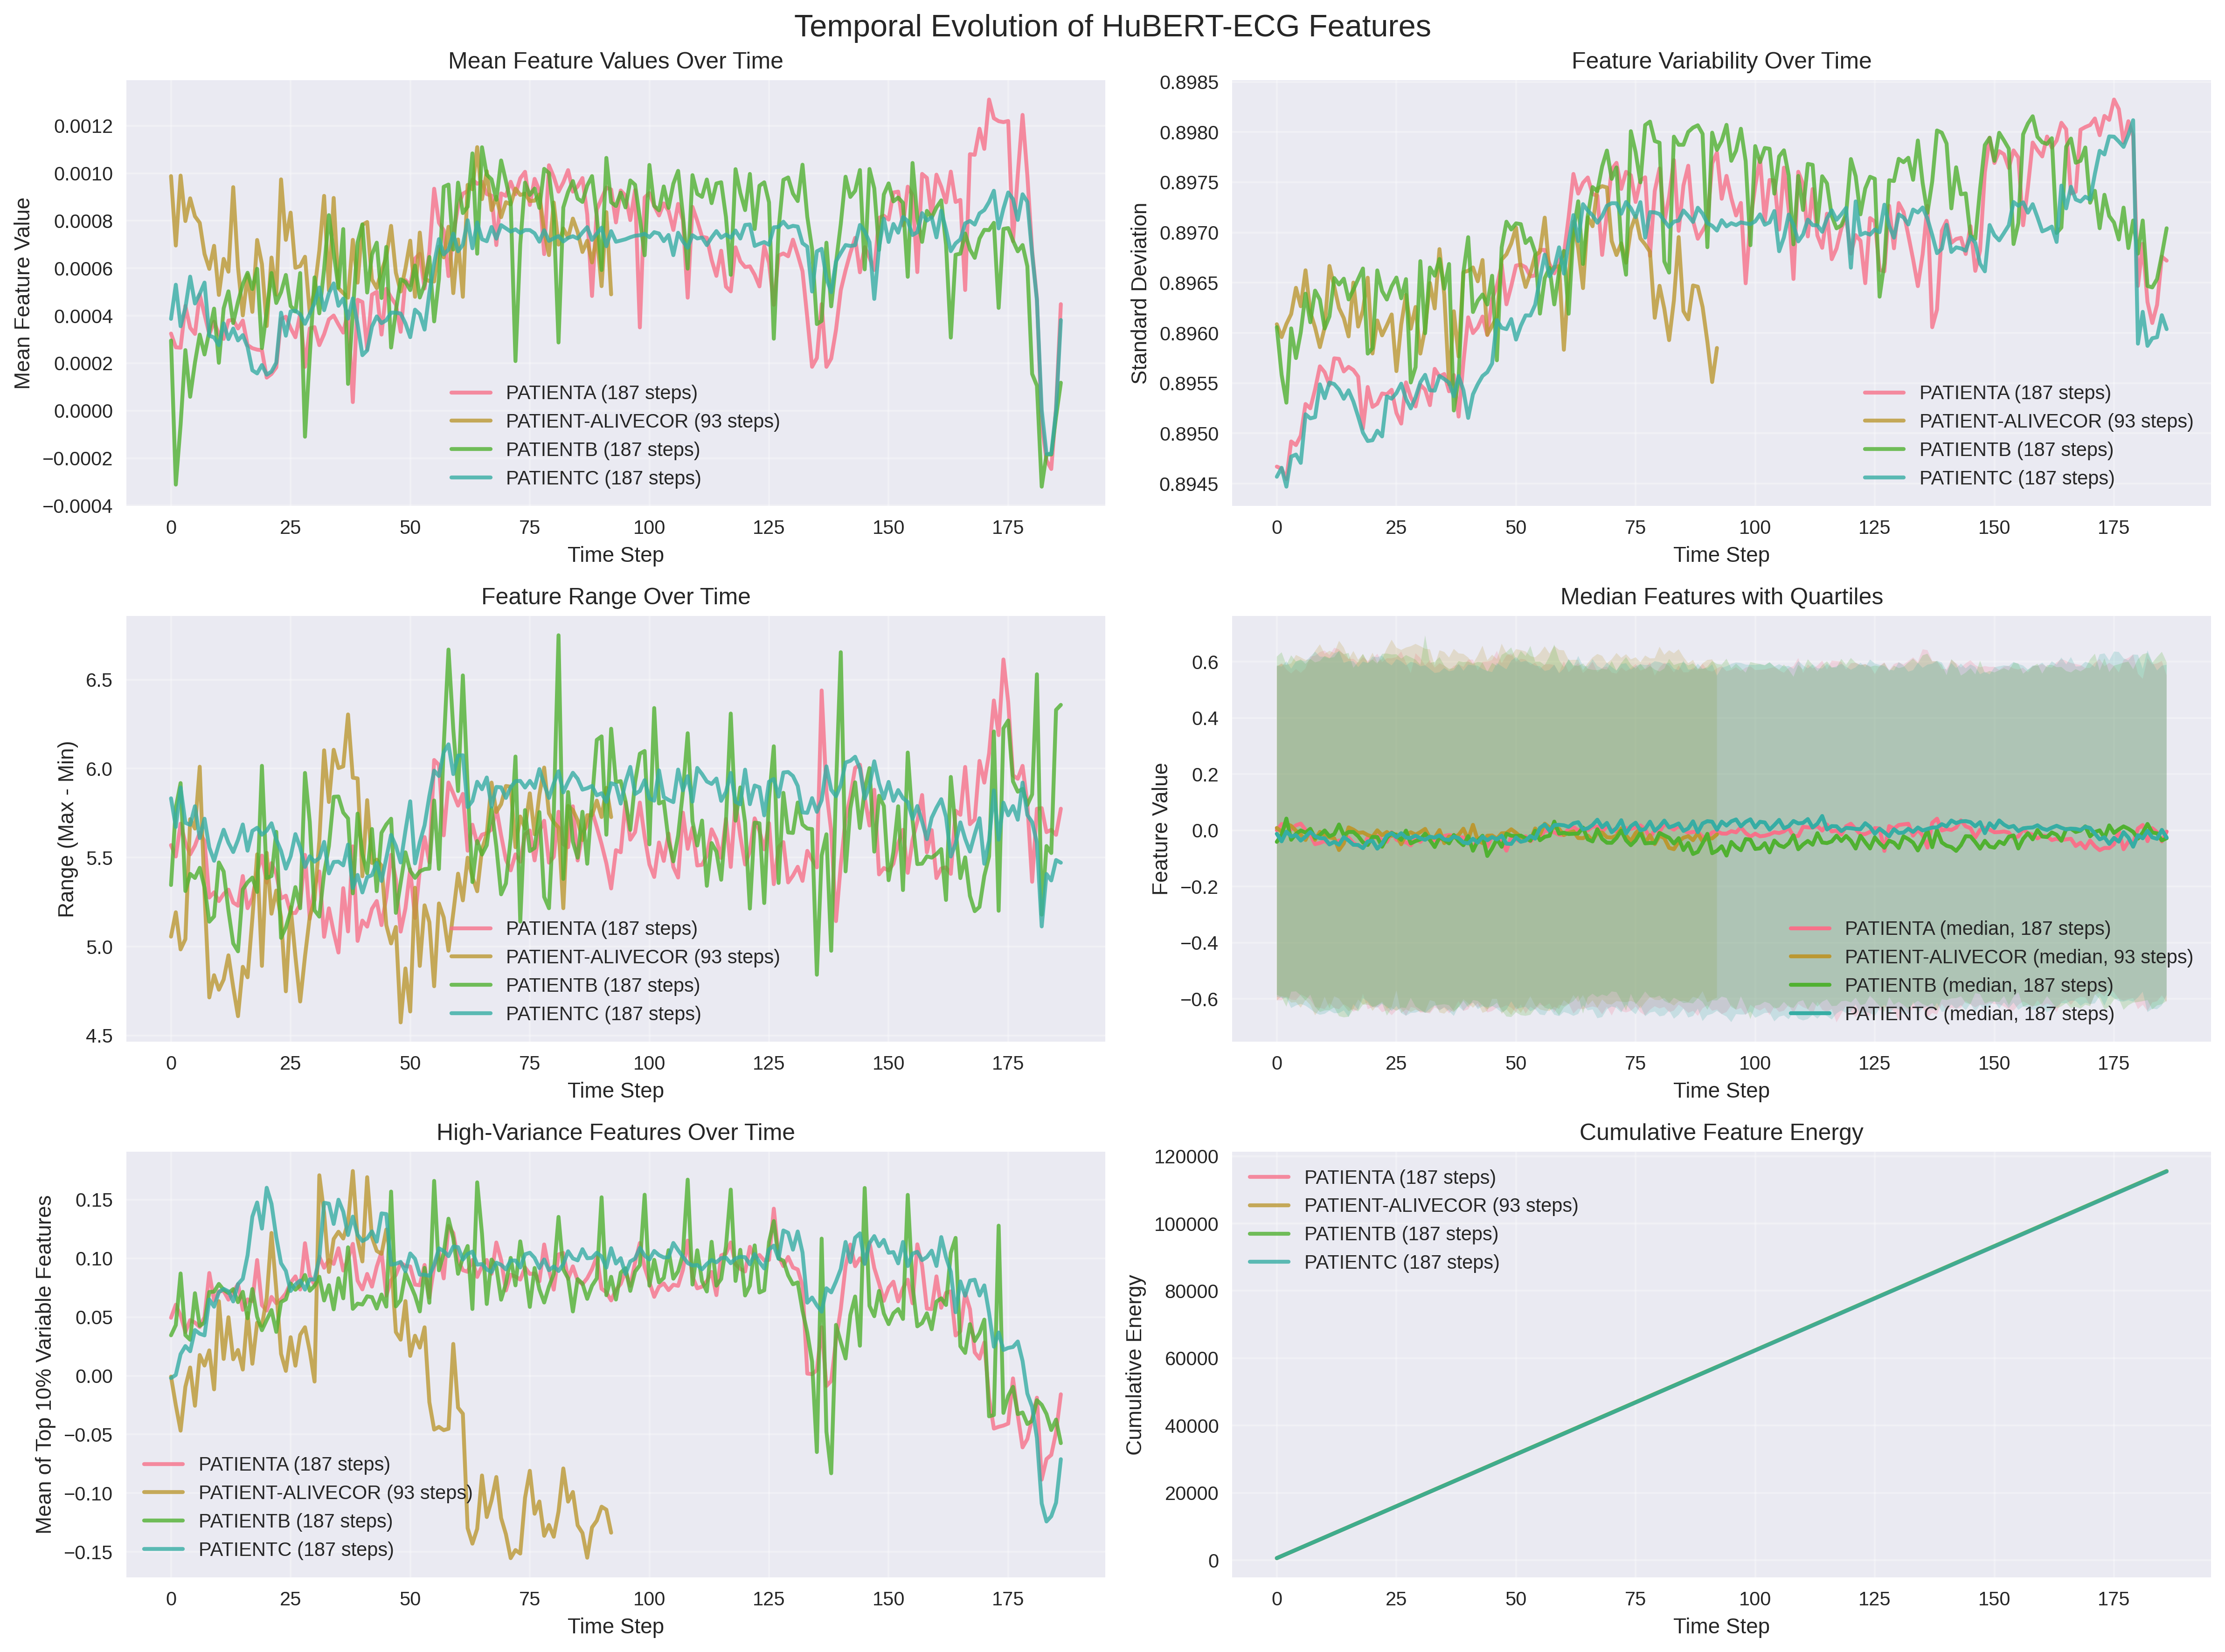 Temporal Evolution of HuBERT-ECG Features
Mean Feature Values Over Time
Mean Feature Value
0.0012
0.0010
0.0008
0.0006
0.0004
0.0002
0.0000
−0.0002
−0.0004
PATIENTA (187 steps)
PATIENT-ALIVECOR (93 steps)
PATIENTB (187 steps)
PATIENTC (187 steps)
0 25 50 75 100 125 150 175
Time Step
Feature Variability Over Time
Standard Deviation
0.8985
0.8980
0.8975
0.8970
0.8965
0.8960
0.8955
0.8950
0.8945
PATIENTA (187 steps)
PATIENT-ALIVECOR (93 steps)
PATIENTB (187 steps)
PATIENTC (187 steps)
0 25 50 75 100 125 150 175
Time Step
Feature Range Over Time
Range (Max - Min)
6.5
6.0
5.5
5.0
4.5
PATIENTA (187 steps)
PATIENT-ALIVECOR (93 steps)
PATIENTB (187 steps)
PATIENTC (187 steps)
0 25 50 75 100 125 150 175
Time Step
Median Features with Quartiles
Feature Value
0.6
0.4
0.2
0.0
−0.2
−0.4
−0.6
PATIENTA (median, 187 steps)
PATIENT-ALIVECOR (median, 93 steps)
PATIENTB (median, 187 steps)
PATIENTC (median, 187 steps)
0 25 50 75 100 125 150 175
Time Step
High-Variance Features Over Time
Mean of Top 10% Variable Features
0.15
0.10
0.05
0.00
−0.05
−0.10
−0.15
PATIENTA (187 steps)
PATIENT-ALIVECOR (93 steps)
PATIENTB (187 steps)
PATIENTC (187 steps)
0 25 50 75 100 125 150 175
Time Step
Cumulative Feature Energy
Cumulative Energy
120000
100000
80000
60000
40000
20000
0
PATIENTA (187 steps)
PATIENT-ALIVECOR (93 steps)
PATIENTB (187 steps)
PATIENTC (187 steps)
0 25 50 75 100 125 150 175
Time Step